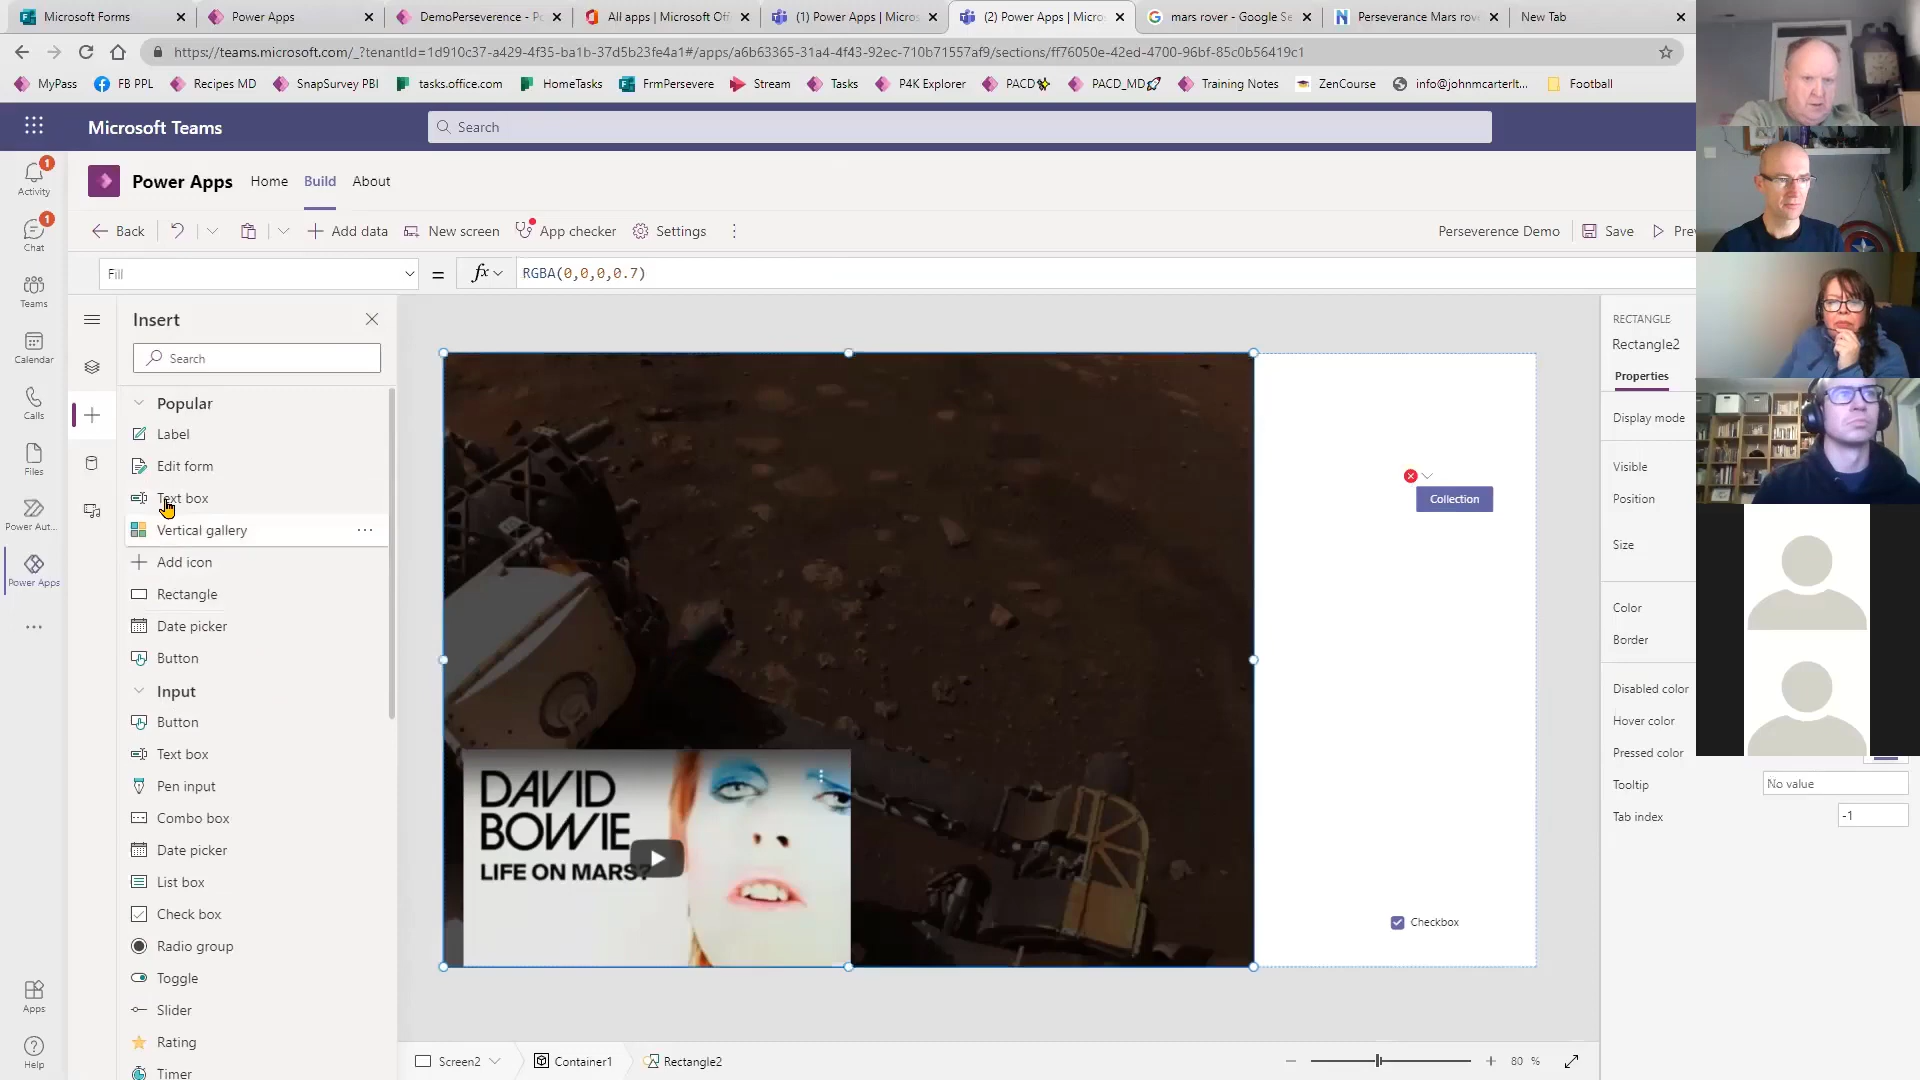 Microsoft Forms
Power Apps
DemoPerseverence - P
All apps | Microsoft Off
(1) Power Apps | Micros
(2) Power Apps | Micros
mars rover - Google Se
Perseverance Mars rov
New Tab
https://teams.microsoft.com/_?tenantId=1d910c37-a429-4f35-ba1b-37d5b23fe4a1#/apps/a6b63365-31a4-4f43-92ec-710b71557af9/sections/ff76050e-42ed-4700-96bf-85c0b56419c1
MyPass
FB PPL
Recipes MD
SnapSurvey PBI
tasks.office.com
HomeTasks
FrmPersevere
Stream
Tasks
P4K Explorer
PACD✨
PACD_MD🚀
Training Notes
ZenCourse
info@johnmcarterlt...
Football
Microsoft Teams
Search
Power Apps
Home
Build
About
Back
Add data
New screen
App checker
Settings
Perseverence Demo
Save
Pre
Fill
=
fx
RGBA(0,0,0,0.7)
1
Activity
1
Chat
Teams
Calendar
Calls
Files
Power Aut...
Power Apps
Apps
Help
Insert
Search
Popular
Label
Edit form
Text box
Vertical gallery
Add icon
Rectangle
Date picker
Button
Input
Button
Text box
Pen input
Combo box
Date picker
List box
Check box
Radio group
Toggle
Slider
Rating
Timer
DAVID
BOWIE
LIFE ON MARS?
Collection
Checkbox
RECTANGLE
Rectangle2
Properties
Display mode
Visible
Position
Size
Color
Border
Disabled color
Hover color
Pressed color
Tooltip
No value
Tab index
-1
Screen2
Container1
Rectangle2
80 %